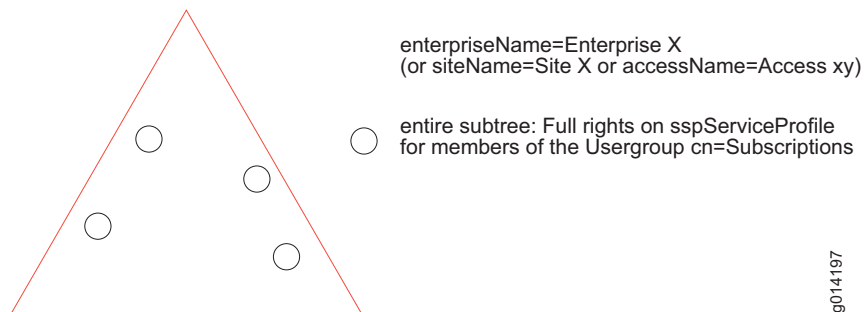 enterpriseName=Enterprise X
(or siteName=Site X or accessName=Access xy)
entire subtree: Full rights on sspServiceProfile
for members of the Usergroup cn=Subscriptions
g014197